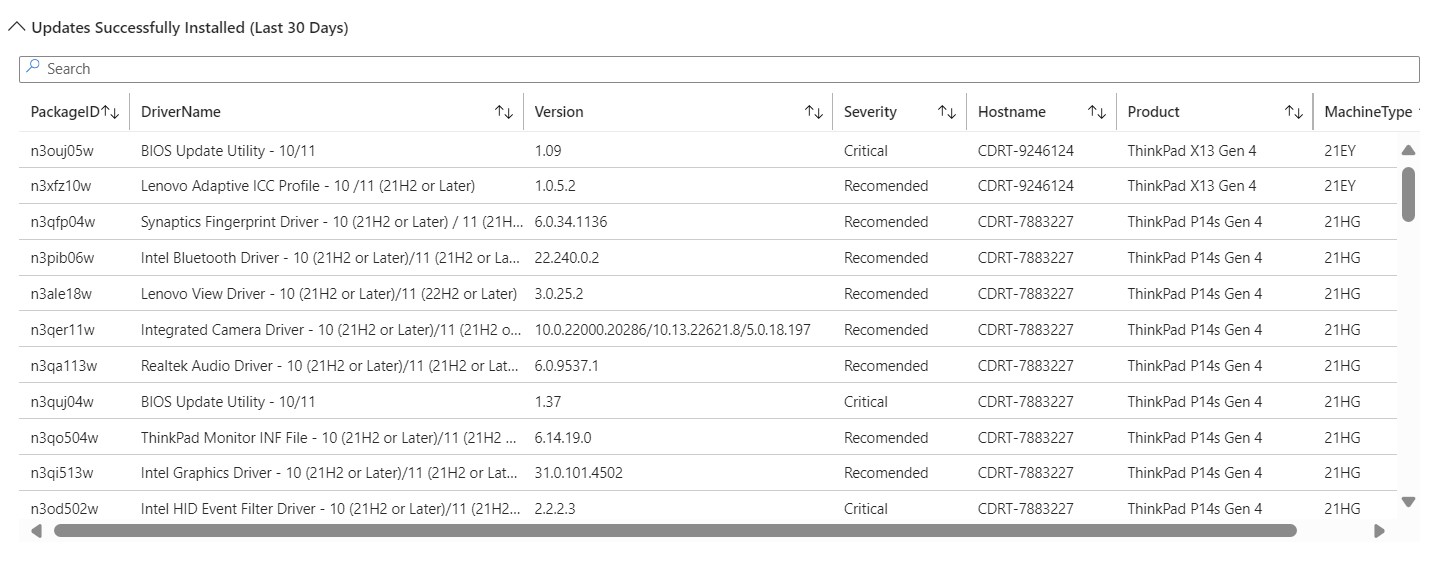 Updates Successfully Installed (Last 30 Days)
Search
PackageID DriverName Version Severity Hostname Product MachineType
n3ouj05w BIOS Update Utility - 10/11 1.09 Critical CDRT-9246124 ThinkPad X13 Gen 4 21EY
n3xfz10w Lenovo Adaptive ICC Profile - 10 /11 (21H2 or Later) 1.0.5.2 Recomended CDRT-9246124 ThinkPad X13 Gen 4 21EY
n3qfp04w Synaptics Fingerprint Driver - 10 (21H2 or Later) / 11 (21H... 6.0.34.1136 Recomended CDRT-7883227 ThinkPad P14s Gen 4 21HG
n3pib06w Intel Bluetooth Driver - 10 (21H2 or Later)/11 (21H2 or La... 22.240.0.2 Recomended CDRT-7883227 ThinkPad P14s Gen 4 21HG
n3ale18w Lenovo View Driver - 10 (21H2 or Later)/11 (22H2 or Later) 3.0.25.2 Recomended CDRT-7883227 ThinkPad P14s Gen 4 21HG
n3qer11w Integrated Camera Driver - 10 (21H2 or Later)/11 (21H2 o... 10.0.22000.20286/10.13.22621.8/5.0.18.197 Recomended CDRT-7883227 ThinkPad P14s Gen 4 21HG
n3qa113w Realtek Audio Driver - 10 (21H2 or Later)/11 (21H2 or Lat... 6.0.9537.1 Recomended CDRT-7883227 ThinkPad P14s Gen 4 21HG
n3quj04w BIOS Update Utility - 10/11 1.37 Critical CDRT-7883227 ThinkPad P14s Gen 4 21HG
n3qo504w ThinkPad Monitor INF File - 10 (21H2 or Later)/11 (21H2 ... 6.14.19.0 Recomended CDRT-7883227 ThinkPad P14s Gen 4 21HG
n3qi513w Intel Graphics Driver - 10 (21H2 or Later)/11 (21H2 or Lat... 31.0.101.4502 Recomended CDRT-7883227 ThinkPad P14s Gen 4 21HG
n3od502w Intel HID Event Filter Driver - 10 (21H2 or Later)/11 (21H2... 2.2.2.3 Critical CDRT-7883227 ThinkPad P14s Gen 4 21HG